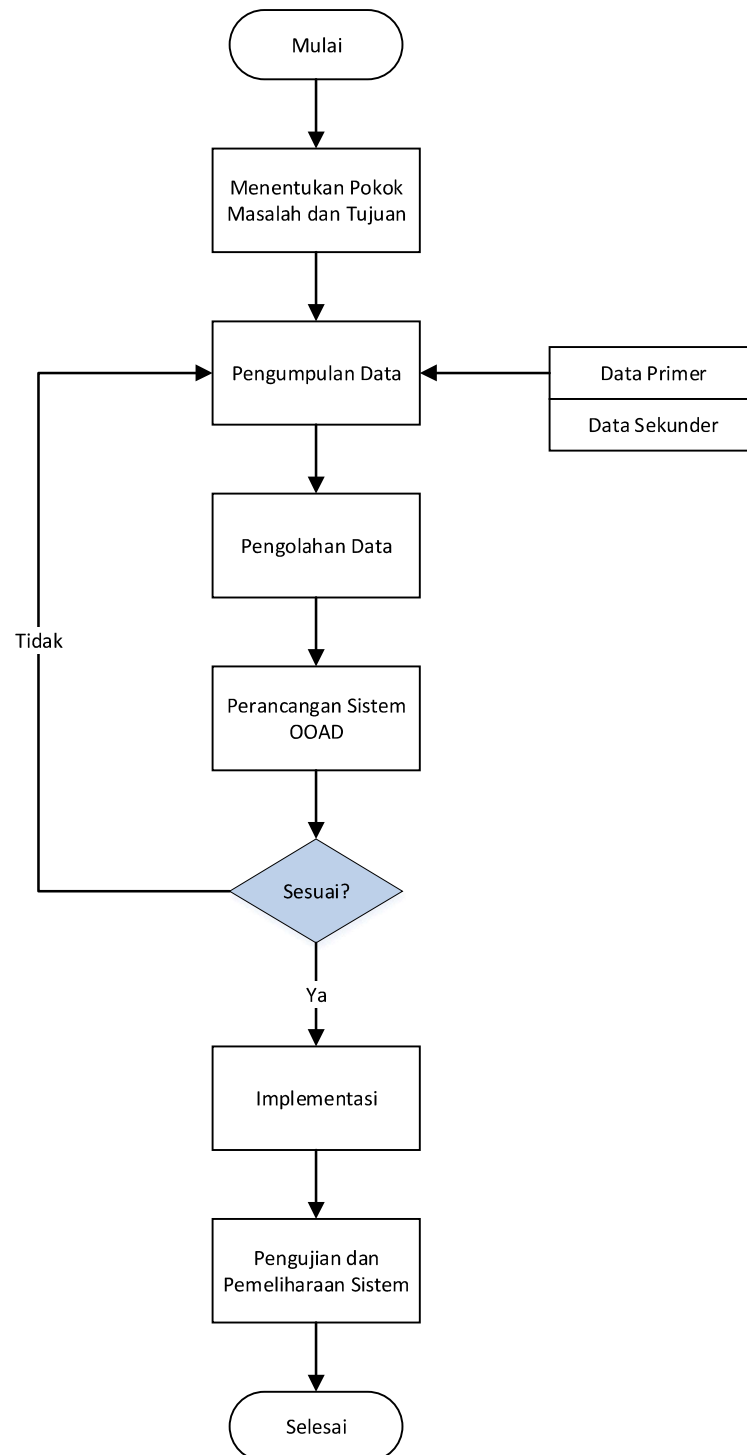 Mulai
Menentukan Pokok
Masalah dan Tujuan
Pengumpulan Data
Data Primer
Data Sekunder
Pengolahan Data
Tidak
Perancangan Sistem
OOAD
Sesuai?
Ya
Implementasi
Pengujian dan
Pemeliharaan Sistem
Selesai